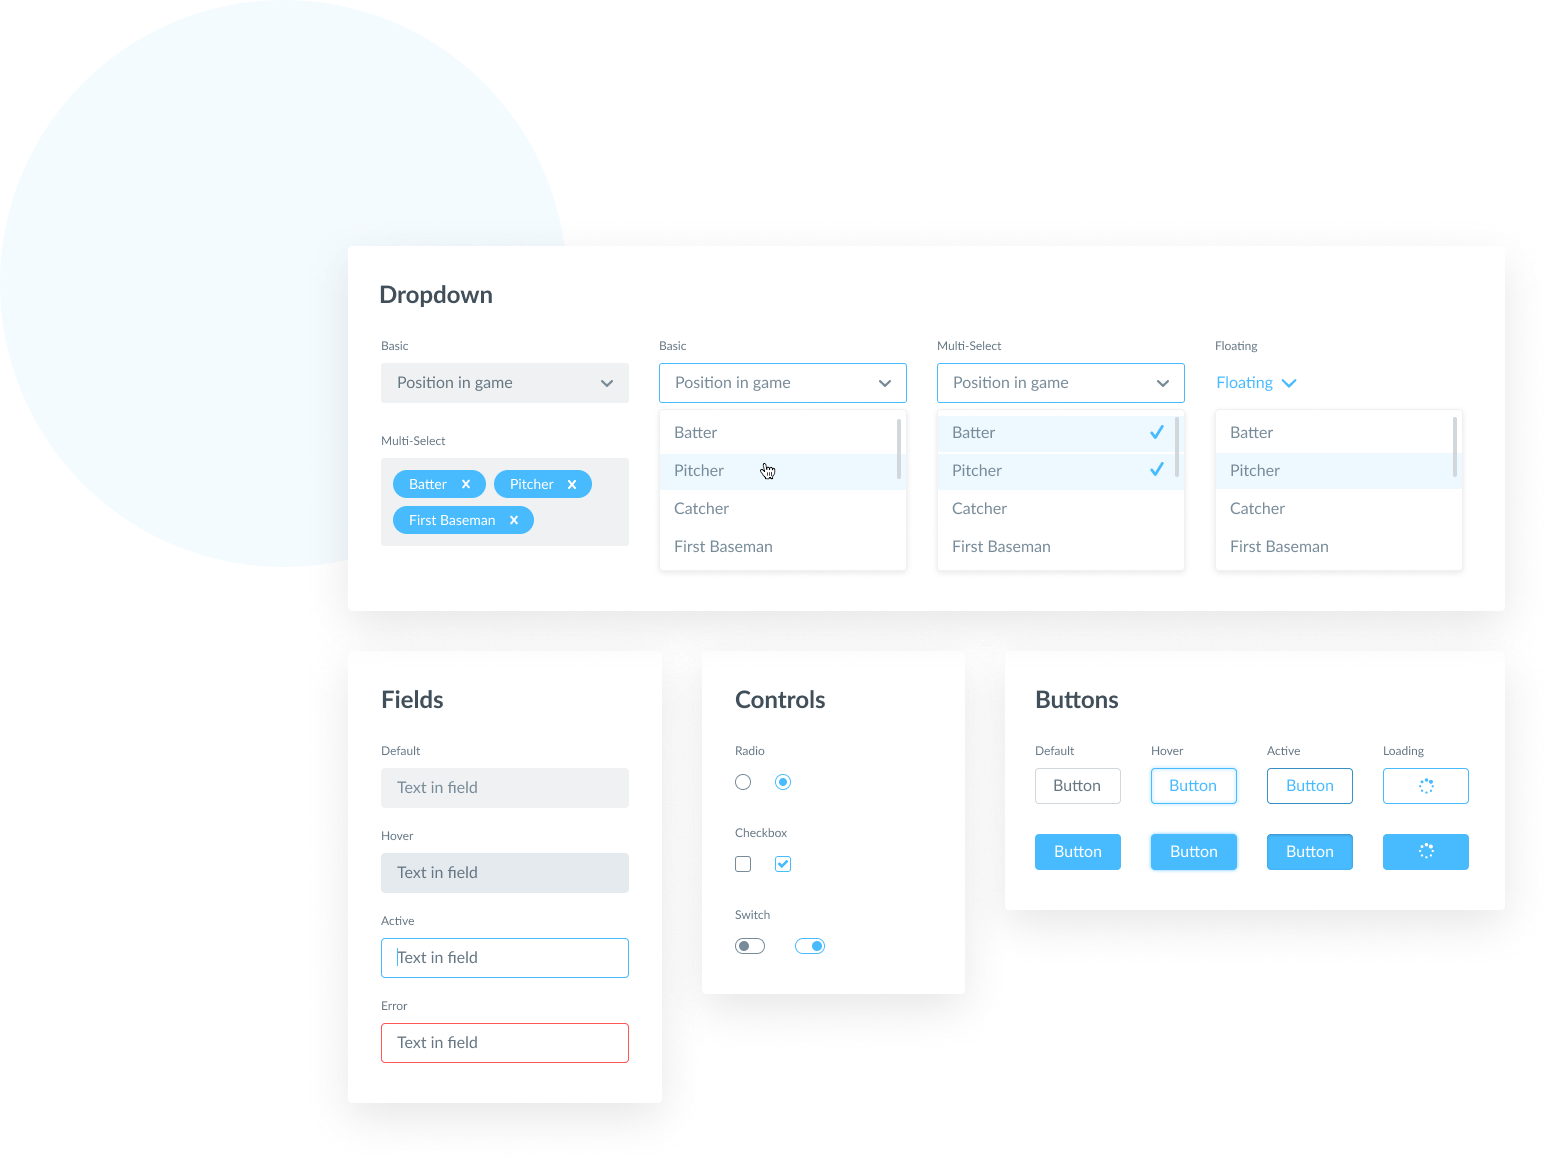 Dropdown
Basic
Basic
Multi-Select
Floating
Position in game
Position in game
Position in game
Floating
Multi-Select
Batter
Pitcher
First Baseman
Batter
Pitcher
Catcher
First Baseman
Batter
Pitcher
Catcher
First Baseman
Batter
Pitcher
Catcher
First Baseman
Fields
Default
Text in field
Hover
Text in field
Active
Text in field
Error
Text in field
Controls
Radio
Checkbox
Switch
Buttons
Default
Hover
Active
Loading
Button
Button
Button
Button
Button
Button